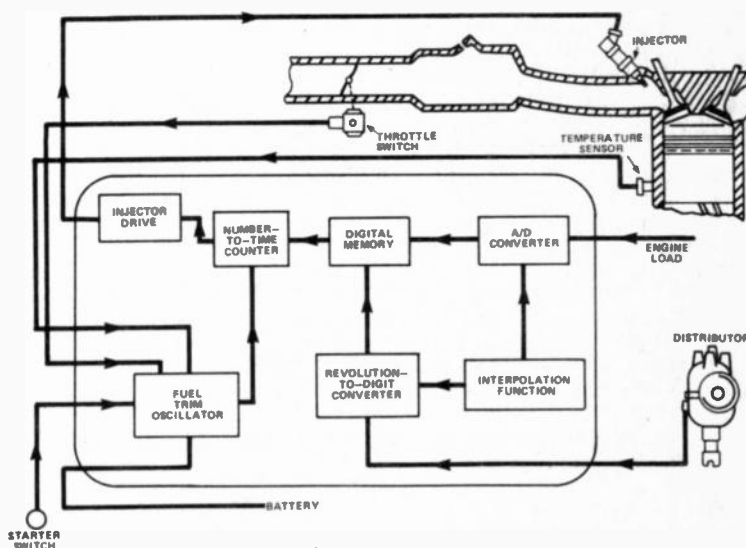 INJECTOR
THROTTLE
SWITCH
TEMPERATURE
SENSOR
INJECTOR
DRIVE
NUMBER-
TO-TIME
COUNTER
DIGITAL
MEMORY
A/D
CONVERTER
ENGINE
LOAD
DISTRIBUTOR
FUEL
TRIM
OSCILLATOR
REVOLUTION-
TO-DIGIT
CONVERTER
INTERPOLATION
FUNCTION
BATTERY
STARTER
SWITCH